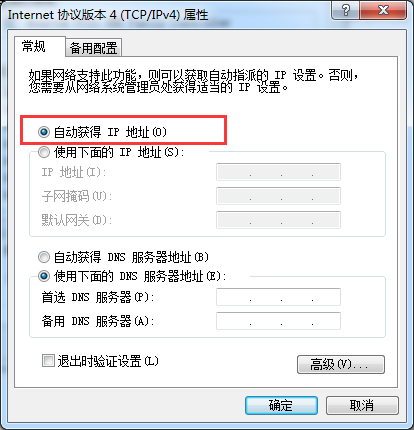 Internet 协议版本 4 (TCP/IPv4) 属性
常规 备用配置
如果网络支持此功能，则可以获取自动指派的 IP 设置。否则，
您需要从网络系统管理员处获得适当的 IP 设置。
自动获得 IP 地址(O)
使用下面的 IP 地址(S):
IP 地址(I):
子网掩码(U):
默认网关(D):
自动获得 DNS 服务器地址(B)
使用下面的 DNS 服务器地址(E):
首选 DNS 服务器(P):
备用 DNS 服务器(A):
退出时验证设置(L)
高级(V)...
确定 取消